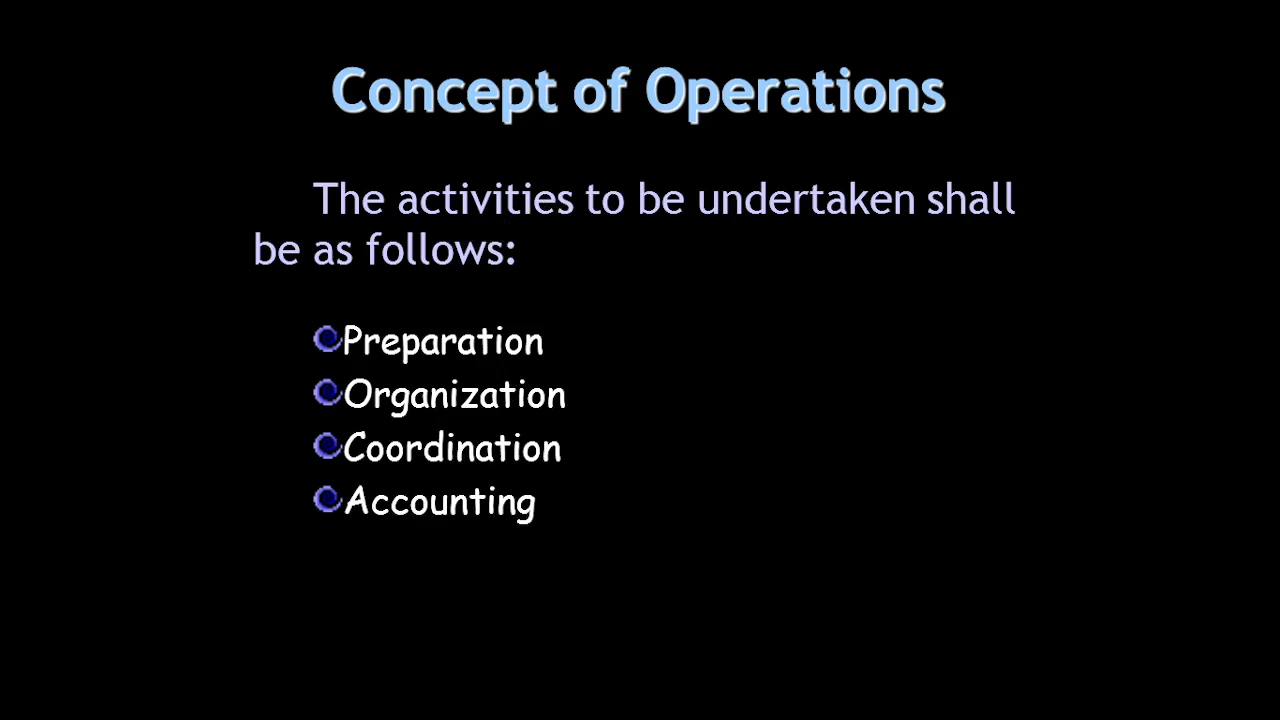 Concept of Operations
The activities to be undertaken shall
be as follows:
Preparation
Organization
Coordination
Accounting